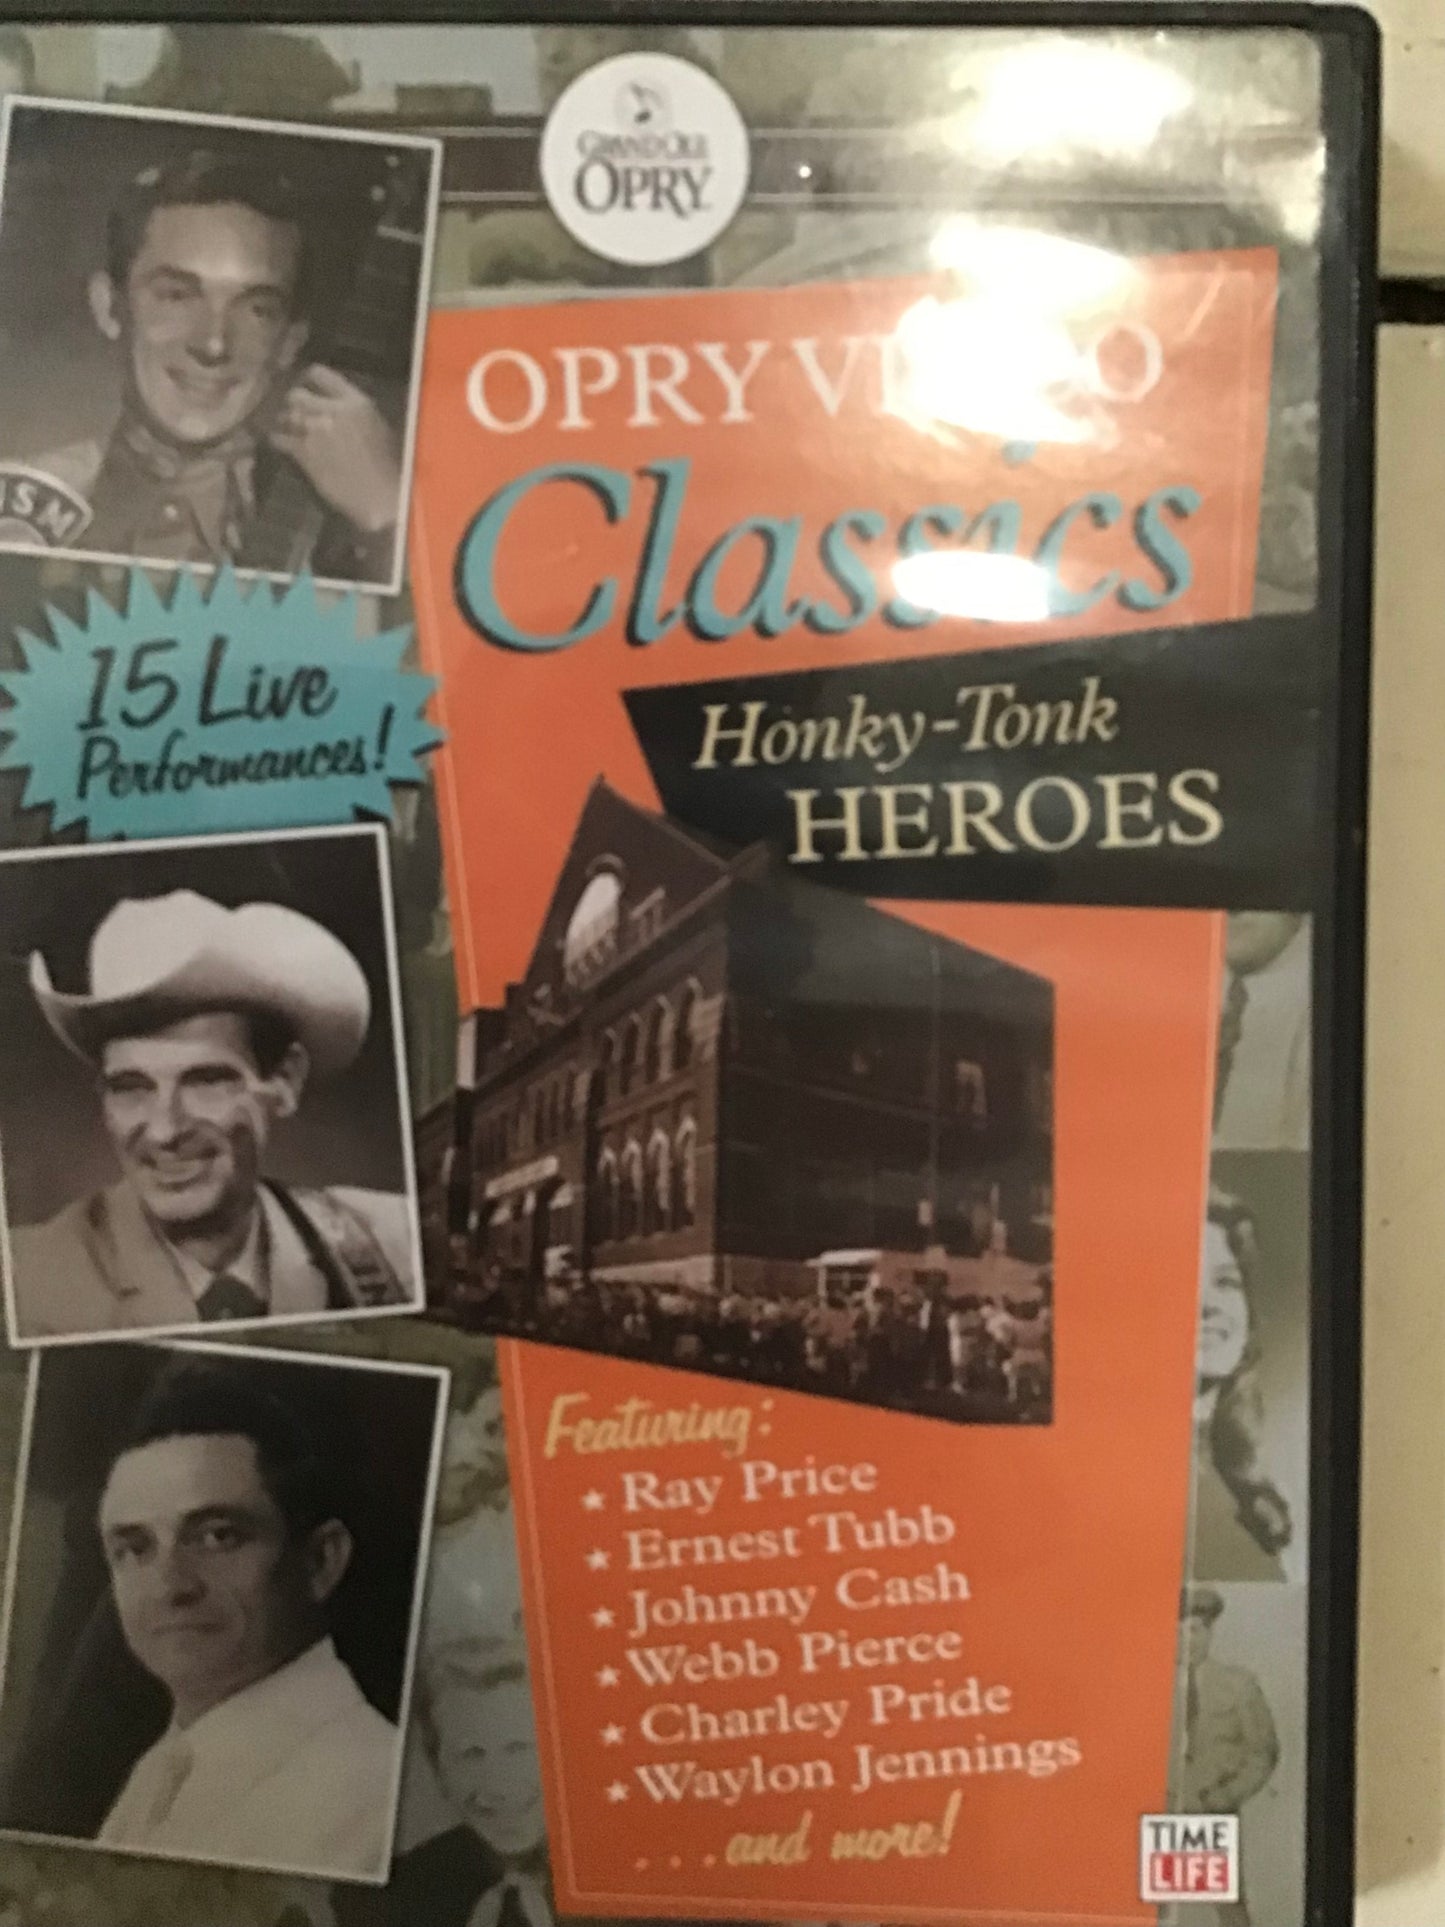 GRAND OLE
OPRY
OPRY VIDEO
Classics
15 Live
Performances!
Honky-Tonk
HEROES
Featuring:
★ Ray Price
★ Ernest Tubb
★ Johnny Cash
★ Webb Pierce
★ Charley Pride
★ Waylon Jennings
...and more!
TIME
LIFE